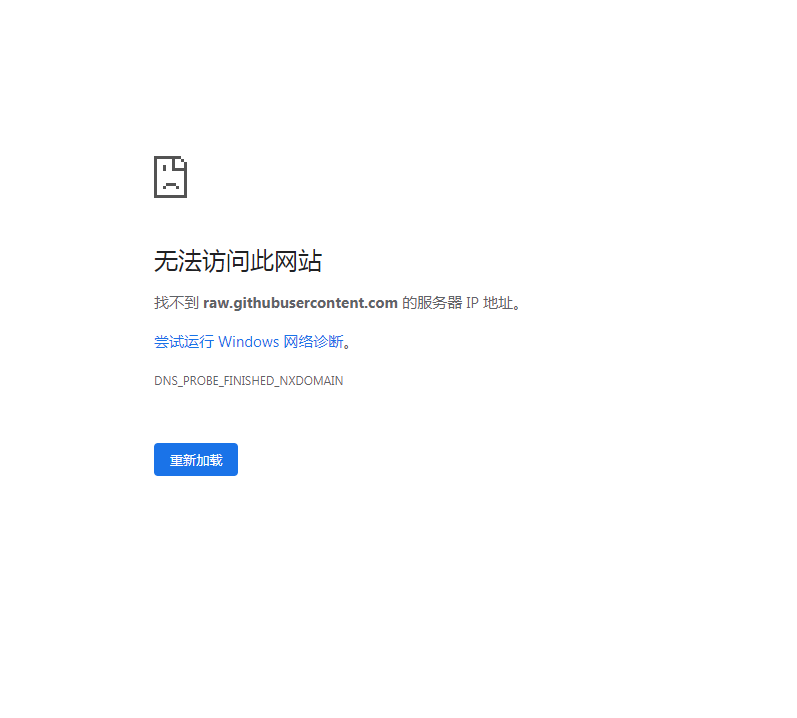 无法访问此网站
找不到 raw.githubusercontent.com 的服务器 IP 地址。
尝试运行 Windows 网络诊断。
DNS_PROBE_FINISHED_NXDOMAIN
重新加载